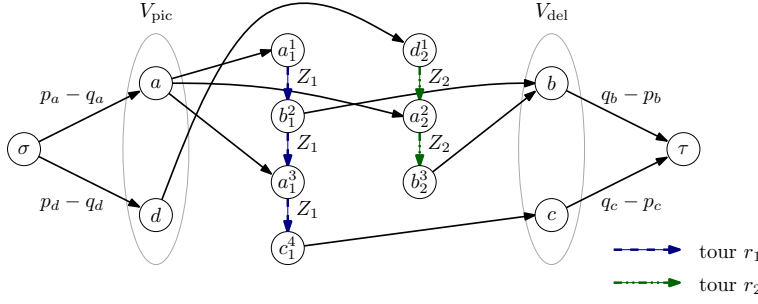 V_pic V_del
a_1^1 d_2^1
p_a − q_a a Z_1 Z_2 b q_b − p_b
σ b_1^2 a_2^2 τ
Z_1 Z_2
p_d − q_d d a_1^3 b_2^3 c q_c − p_c
Z_1
c_1^4
tour r_1
tour r_2